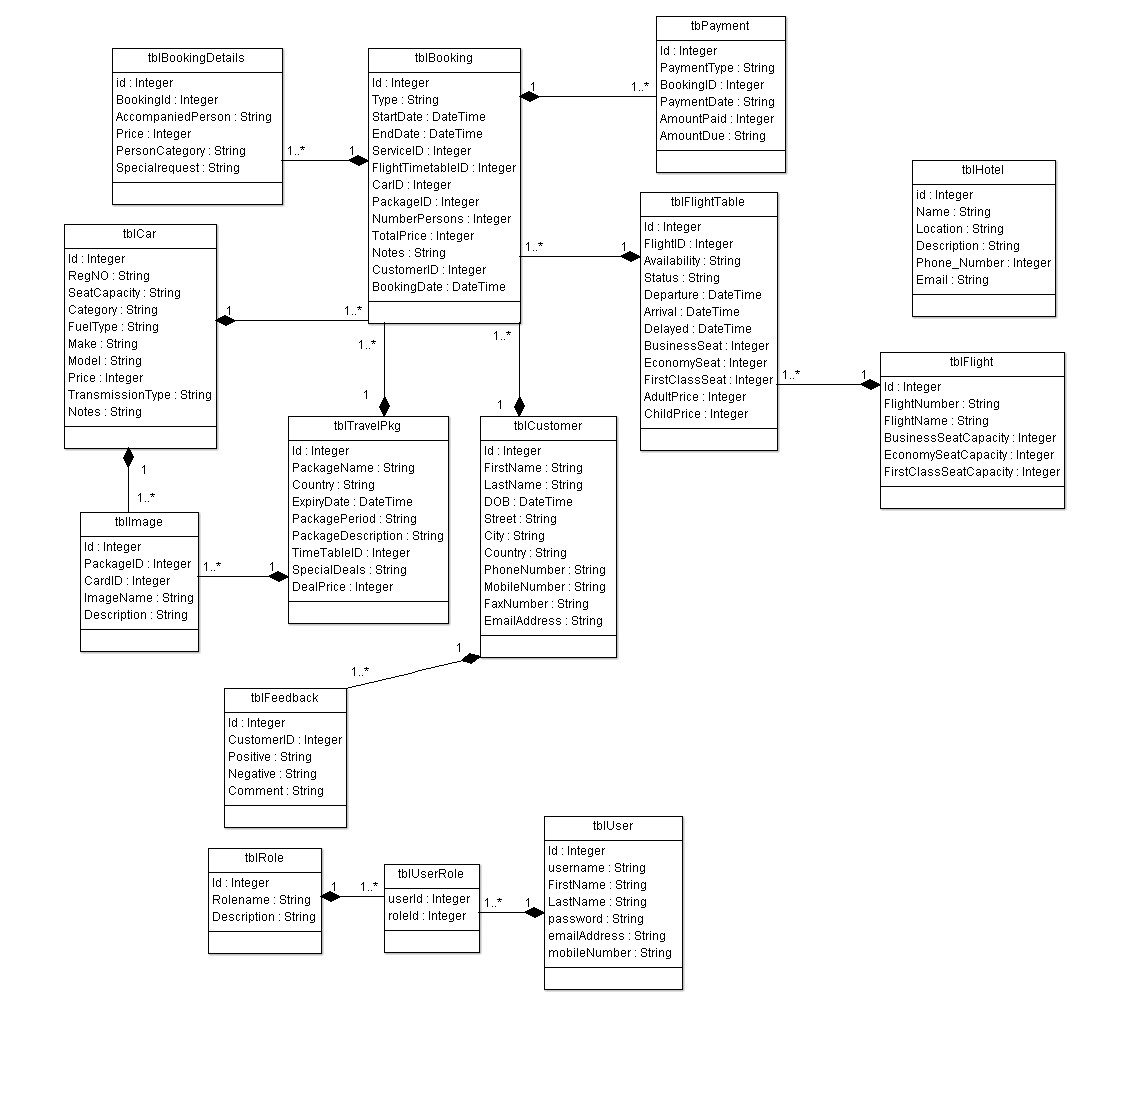 tbPayment
Id : Integer
PaymentType : String
BookingID : Integer
PaymentDate : String
AmountPaid : Integer
AmountDue : String
tblBookingDetails
id : Integer
BookingId : Integer
AccompaniedPerson : String
Price : Integer
PersonCategory : String
Specialrequest : String
tblBooking
Id : Integer
Type : String
StartDate : DateTime
EndDate : DateTime
ServiceID : Integer
FlightTimetableID : Integer
CarID : Integer
PackageID : Integer
NumberPersons : Integer
TotalPrice : Integer
Notes : String
CustomerID : Integer
BookingDate : DateTime
1
1..*
1..*
1
tblHotel
id : Integer
Name : String
Location : String
Description : String
Phone_Number : Integer
Email : String
tblFlightTable
Id : Integer
FlightID : Integer
Availability : String
Status : String
Departure : DateTime
Arrival : DateTime
Delayed : DateTime
BusinessSeat : Integer
EconomySeat : Integer
FirstClassSeat : Integer
AdultPrice : Integer
ChildPrice : Integer
1..*
1
tblCar
Id : Integer
RegNO : String
SeatCapacity : String
Category : String
FuelType : String
Make : String
Model : String
Price : Integer
TransmissionType : String
Notes : String
1
1..*
1..*
1
1..*
1
tblFlight
Id : Integer
FlightNumber : String
FlightName : String
BusinessSeatCapacity : Integer
EconomySeatCapacity : Integer
FirstClassSeatCapacity : Integer
1..*
1
tblTravelPkg
Id : Integer
PackageName : String
Country : String
ExpiryDate : DateTime
PackagePeriod : String
PackageDescription : String
TimeTableID : Integer
SpecialDeals : String
DealPrice : Integer
tblCustomer
Id : Integer
FirstName : String
LastName : String
DOB : DateTime
Street : String
City : String
Country : String
PhoneNumber : String
MobileNumber : String
FaxNumber : String
EmailAddress : String
1
1..*
tblImage
Id : Integer
PackageID : Integer
CardID : Integer
ImageName : String
Description : String
1..*
1
1
1..*
tblFeedback
Id : Integer
CustomerID : Integer
Positive : String
Negative : String
Comment : String
tblRole
Id : Integer
Rolename : String
Description : String
1
1..*
tblUserRole
userId : Integer
roleId : Integer
1..*
1
tblUser
Id : Integer
username : String
FirstName : String
LastName : String
password : String
emailAddress : String
mobileNumber : String